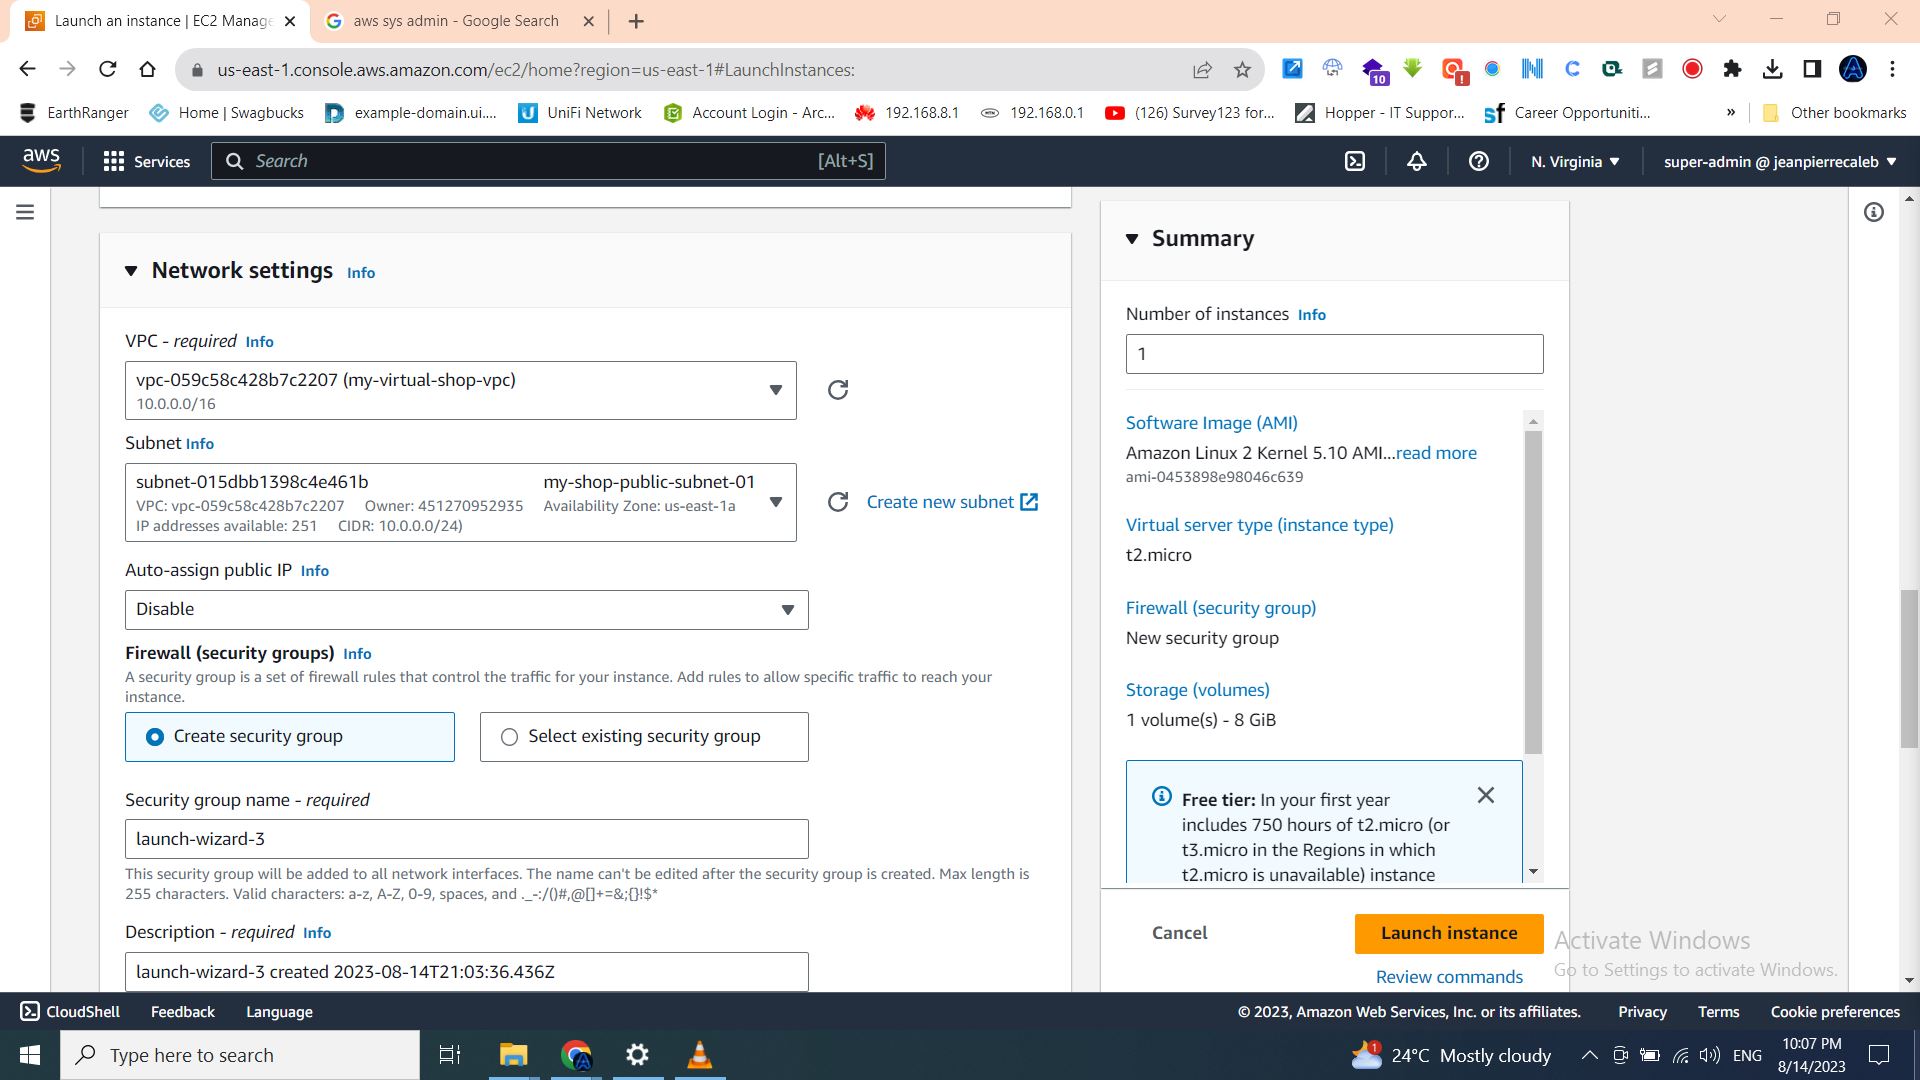 Launch an instance | EC2 Manage
aws sys admin - Google Search
us-east-1.console.aws.amazon.com/ec2/home?region=us-east-1#LaunchInstances:
10
EarthRanger
Home | Swagbucks
example-domain.ui....
UniFi Network
Account Login - Arc...
192.168.8.1
192.168.0.1
(126) Survey123 for...
Hopper - IT Suppor...
Career Opportuniti...
»
Other bookmarks
aws
Services
Search
[Alt+S]
N. Virginia
super-admin @ jeanpierrecaleb
Network settings Info
VPC - required Info
vpc-059c58c428b7c2207 (my-virtual-shop-vpc)
10.0.0.0/16
Subnet Info
subnet-015dbb1398c4e461b my-shop-public-subnet-01
VPC: vpc-059c58c428b7c2207 Owner: 451270952935 Availability Zone: us-east-1a
IP addresses available: 251 CIDR: 10.0.0.0/24)
Create new subnet
Auto-assign public IP Info
Disable
Firewall (security groups) Info
A security group is a set of firewall rules that control the traffic for your instance. Add rules to allow specific traffic to reach your
instance.
Create security group
Select existing security group
Security group name - required
launch-wizard-3
This security group will be added to all network interfaces. The name can't be edited after the security group is created. Max length is
255 characters. Valid characters: a-z, A-Z, 0-9, spaces, and ._-:/()#,@[]+=&;{}!$*
Description - required Info
launch-wizard-3 created 2023-08-14T21:03:36.436Z
Summary
Number of instances Info
1
Software Image (AMI)
Amazon Linux 2 Kernel 5.10 AMI...read more
ami-0453898e98046c639
Virtual server type (instance type)
t2.micro
Firewall (security group)
New security group
Storage (volumes)
1 volume(s) - 8 GiB
Free tier: In your first year
includes 750 hours of t2.micro (or
t3.micro in the Regions in which
t2.micro is unavailable) instance
Cancel
Launch instance
Review commands
Activate Windows
Go to Settings to activate Windows.
CloudShell
Feedback
Language
© 2023, Amazon Web Services, Inc. or its affiliates.
Privacy
Terms
Cookie preferences
Type here to search
1
24°C Mostly cloudy
ENG
10:07 PM
8/14/2023